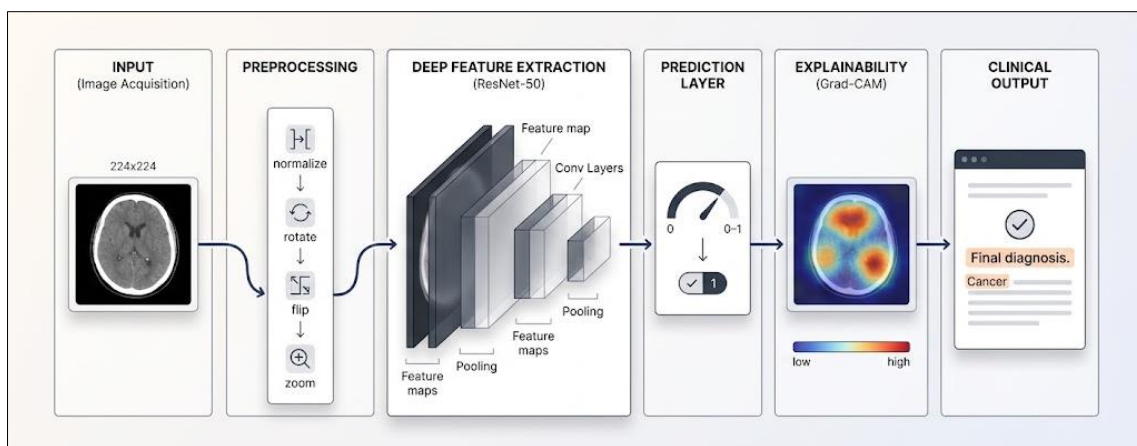 INPUT
(Image Acquisition)
224x224
PREPROCESSING
normalize
rotate
flip
zoom
DEEP FEATURE EXTRACTION
(ResNet-50)
Feature map
Conv Layers
Feature
maps
Pooling
Feature
maps
Pooling
PREDICTION
LAYER
0
0–1
1
EXPLAINABILITY
(Grad-CAM)
low
high
CLINICAL
OUTPUT
Final diagnosis.
Cancer